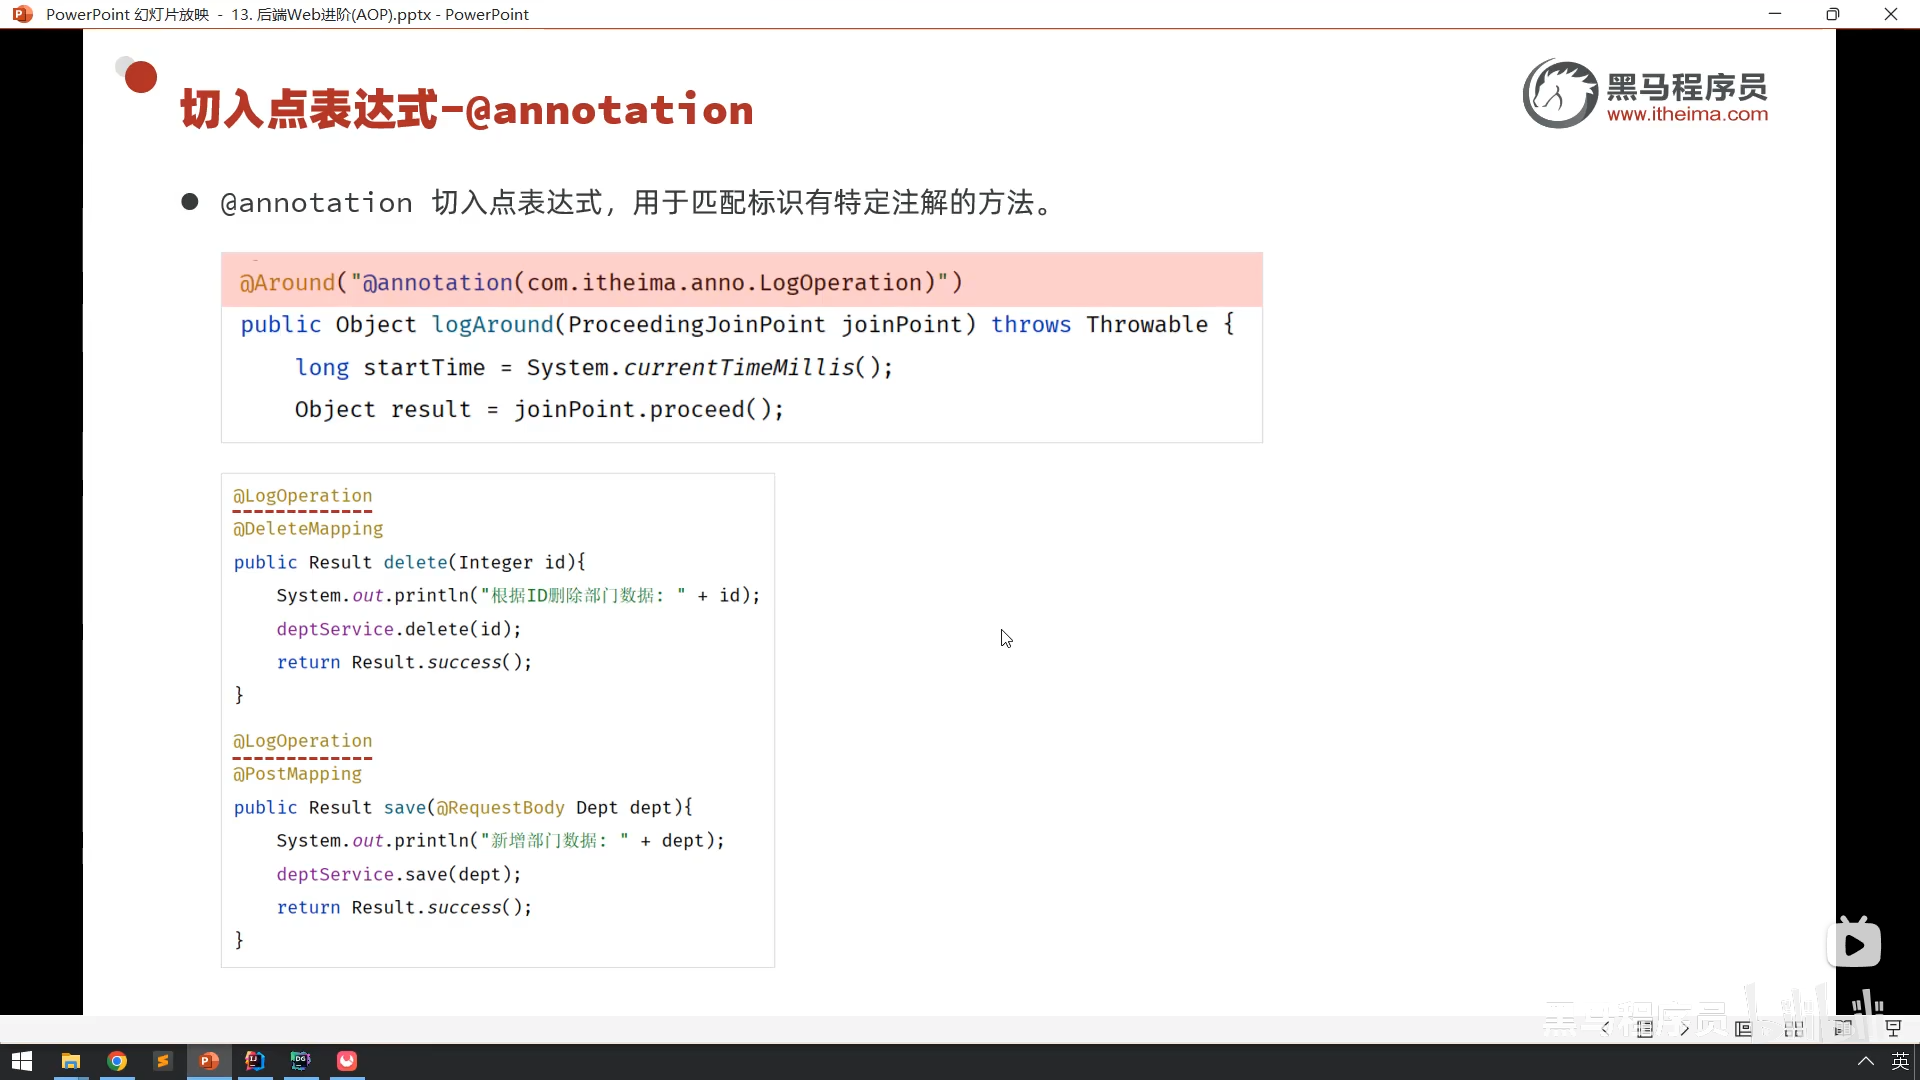 PowerPoint 幻灯片放映 - 13. 后端Web进阶(AOP).pptx - PowerPoint
切入点表达式-@annotation
黑马程序员
www.itheima.com
@annotation 切入点表达式，用于匹配标识有特定注解的方法。
@Around("@annotation(com.itheima.anno.LogOperation)")
public Object logAround(ProceedingJoinPoint joinPoint) throws Throwable {
long startTime = System.currentTimeMillis();
Object result = joinPoint.proceed();
@LogOperation
@DeleteMapping
public Result delete(Integer id){
System.out.println("根据ID删除部门数据: " + id);
deptService.delete(id);
return Result.success();
}
@LogOperation
@PostMapping
public Result save(@RequestBody Dept dept){
System.out.println("新增部门数据: " + dept);
deptService.save(dept);
return Result.success();
}
黑马程序员 bilibili
英